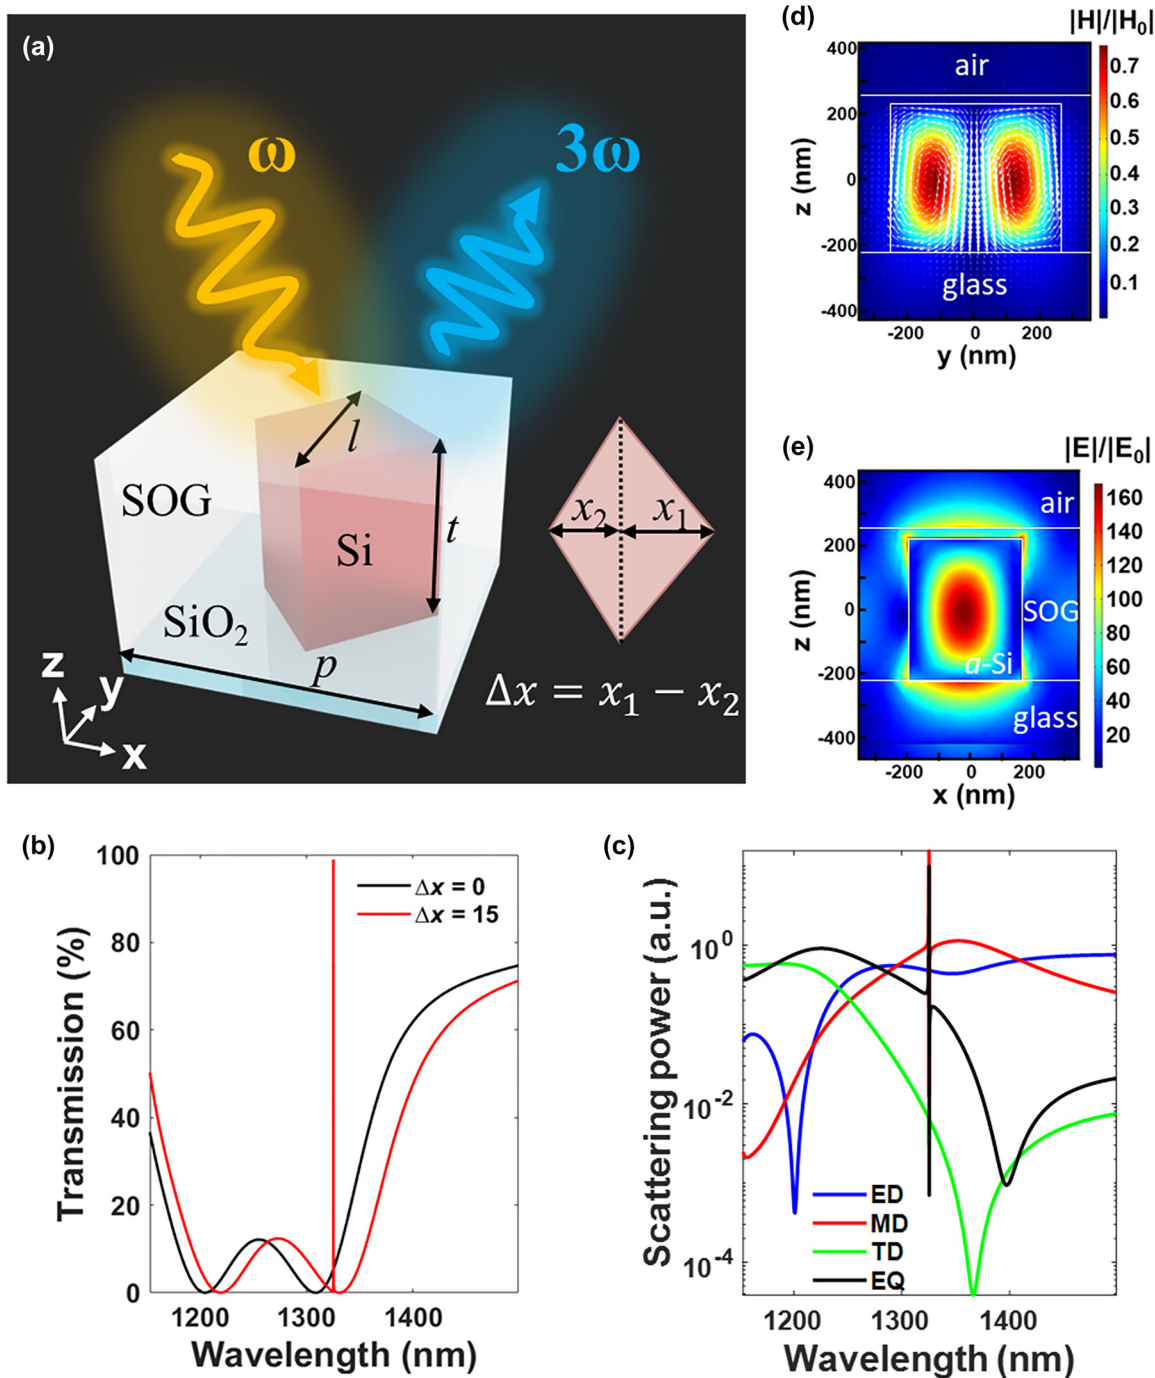 (a)
ω
3ω
l
SOG
Si
t
SiO2
p
x2
x1
Δx = x1 − x2
z
y
x
(d)
|H|/|H0|
400
200
0
-200
-400
z (nm)
air
glass
-200
0
200
y (nm)
0.7
0.6
0.5
0.4
0.3
0.2
0.1
(e)
|E|/|E0|
400
200
0
-200
-400
z (nm)
air
SOG
a-Si
glass
-200
0
200
x (nm)
160
140
120
100
80
60
40
20
(b)
100
80
60
40
20
0
Transmission (%)
Δx = 0
Δx = 15
1200
1300
1400
Wavelength (nm)
(c)
Scattering power (a.u.)
10^0
10^-2
10^-4
ED
MD
TD
EQ
1200
1300
1400
Wavelength (nm)